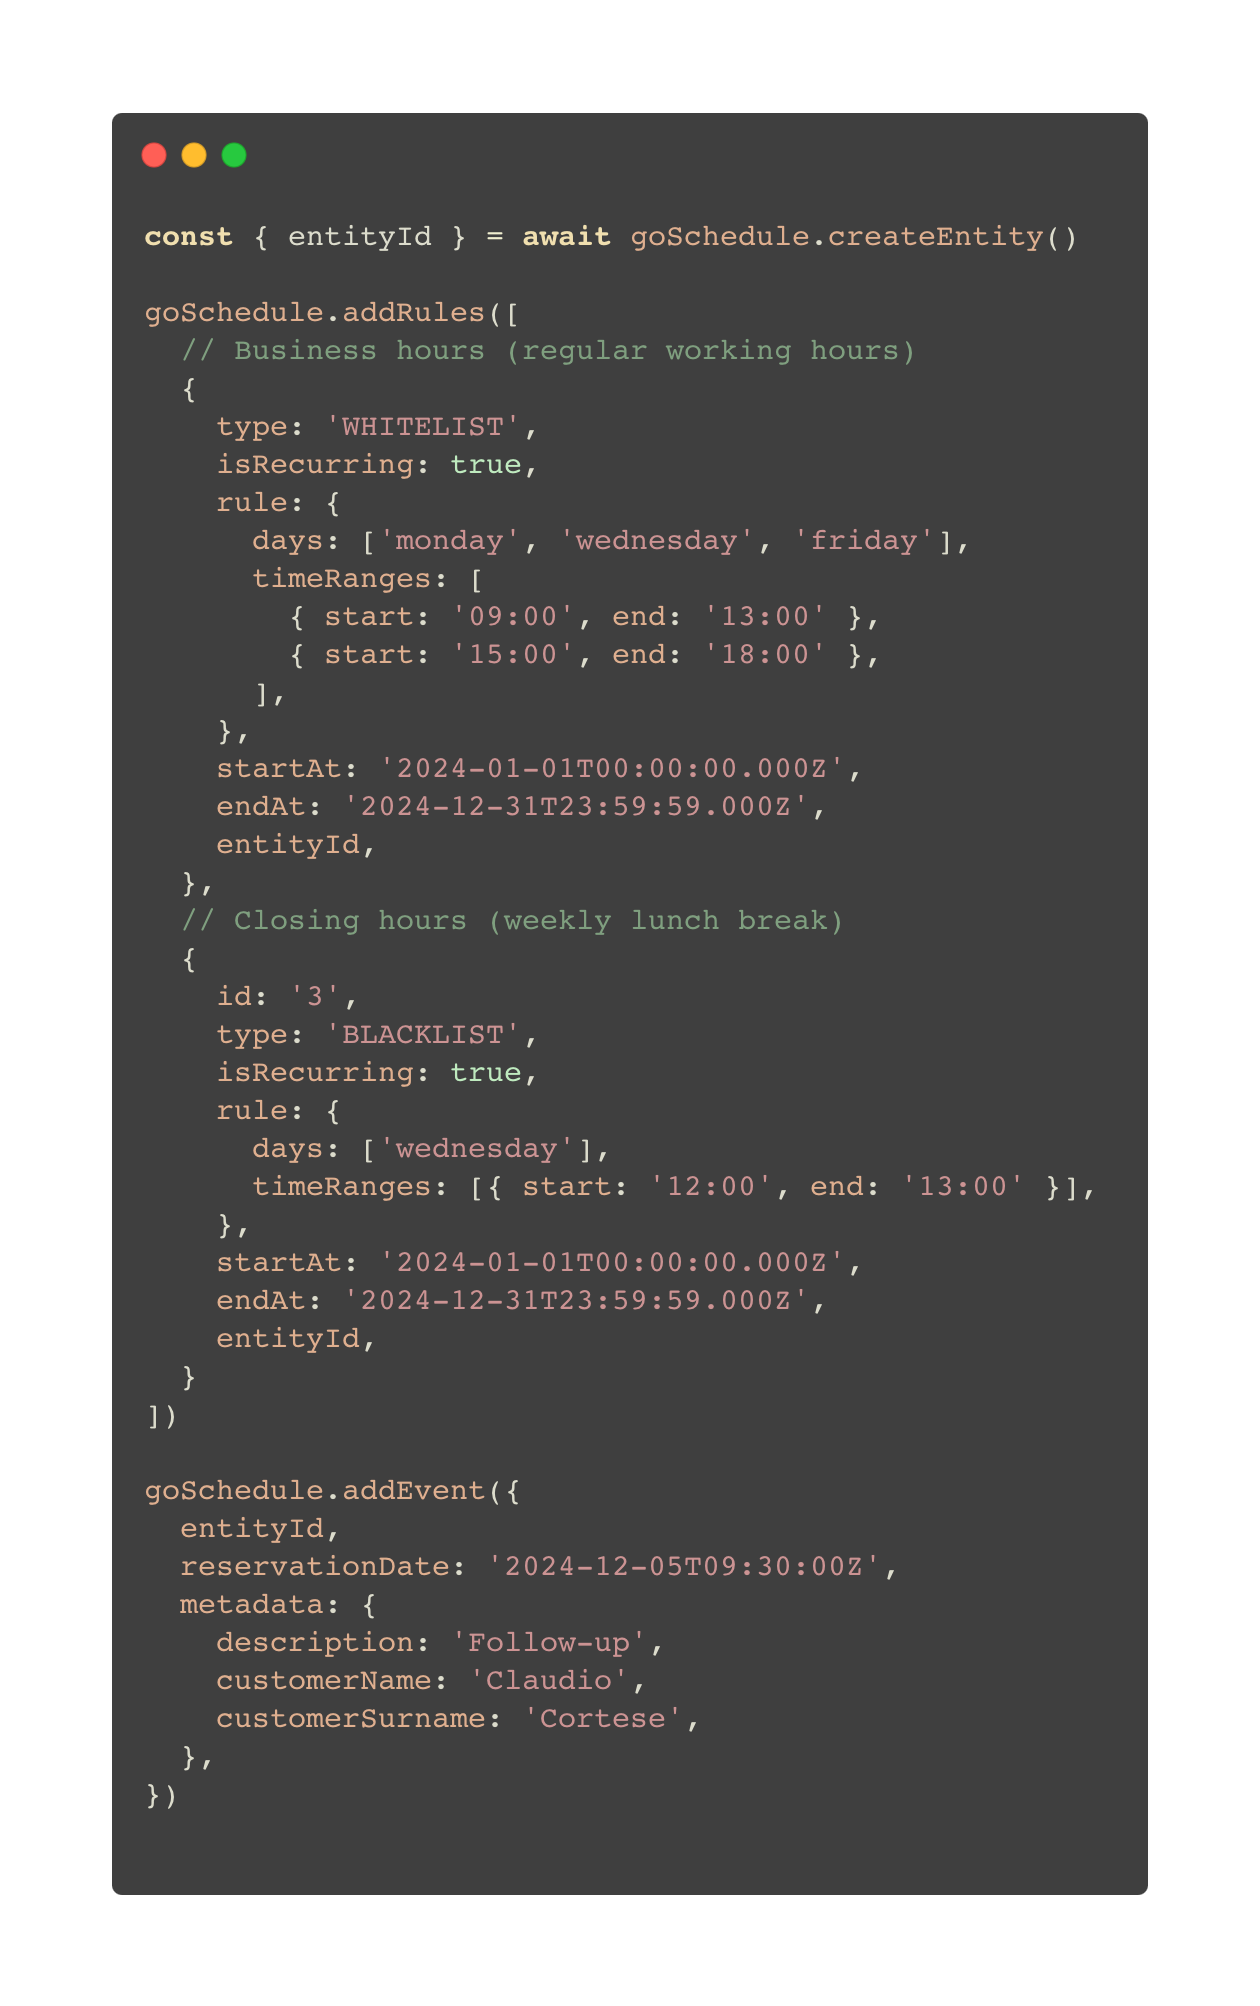 const { entityId } = await goSchedule.createEntity()

goSchedule.addRules([
  // Business hours (regular working hours)
  {
    type: 'WHITELIST',
    isRecurring: true,
    rule: {
      days: ['monday', 'wednesday', 'friday'],
      timeRanges: [
        { start: '09:00', end: '13:00' },
        { start: '15:00', end: '18:00' },
      ],
    },
    startAt: '2024-01-01T00:00:00.000Z',
    endAt: '2024-12-31T23:59:59.000Z',
    entityId,
  },
  // Closing hours (weekly lunch break)
  {
    id: '3',
    type: 'BLACKLIST',
    isRecurring: true,
    rule: {
      days: ['wednesday'],
      timeRanges: [{ start: '12:00', end: '13:00' }],
    },
    startAt: '2024-01-01T00:00:00.000Z',
    endAt: '2024-12-31T23:59:59.000Z',
    entityId,
  }
])

goSchedule.addEvent({
  entityId,
  reservationDate: '2024-12-05T09:30:00Z',
  metadata: {
    description: 'Follow-up',
    customerName: 'Claudio',
    customerSurname: 'Cortese',
  },
})